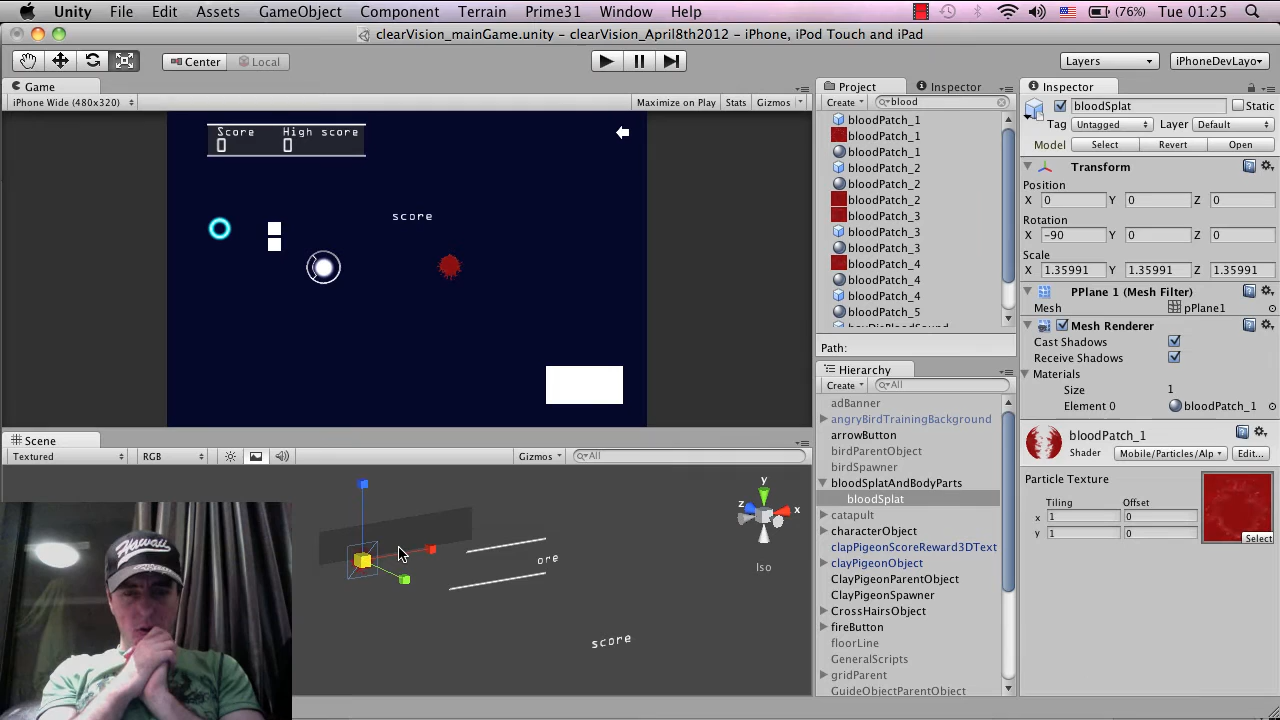 Unity File Edit Assets GameObject Component Terrain Prime31 Window Help (76%) Tue 01:25
clearVision_mainGame.unity – clearVision_April8th2012 – iPhone, iPod Touch and iPad
Center Local Layers iPhoneDevLayo
Game
iPhone Wide (480x320) Maximize on Play Stats Gizmos
Score High score
0 0
score
Scene
Textured RGB Gizmos All
ore
score
y
z x
Iso
HAWAII
Project Inspector
Create blood
bloodPatch_1
bloodPatch_1
bloodPatch_1
bloodPatch_2
bloodPatch_2
bloodPatch_2
bloodPatch_3
bloodPatch_3
bloodPatch_3
bloodPatch_4
bloodPatch_4
bloodPatch_4
bloodPatch_5
Path:
Hierarchy
Create All
adBanner
angryBirdTrainingBackground
arrowButton
birdParentObject
birdSpawner
bloodSplatAndBodyParts
bloodSplat
catapult
characterObject
clapPigeonScoreReward3DText
clayPigeonObject
ClayPigeonParentObject
ClayPigeonSpawner
CrossHairsObject
fireButton
floorLine
GeneralScripts
gridParent
GuideObjectParentObject
Inspector
bloodSplat Static
Tag Untagged Layer Default
Model Select Revert Open
Transform
Position
X 0 Y 0 Z 0
Rotation
X -90 Y 0 Z 0
Scale
X 1.35991 Y 1.35991 Z 1.35991
PPlane 1 (Mesh Filter)
Mesh pPlane1
Mesh Renderer
Cast Shadows
Receive Shadows
Materials
Size 1
Element 0 bloodPatch_1
bloodPatch_1
Shader Mobile/Particles/Alp Edit...
Particle Texture
Tiling Offset
x 1 0
y 1 0
Select